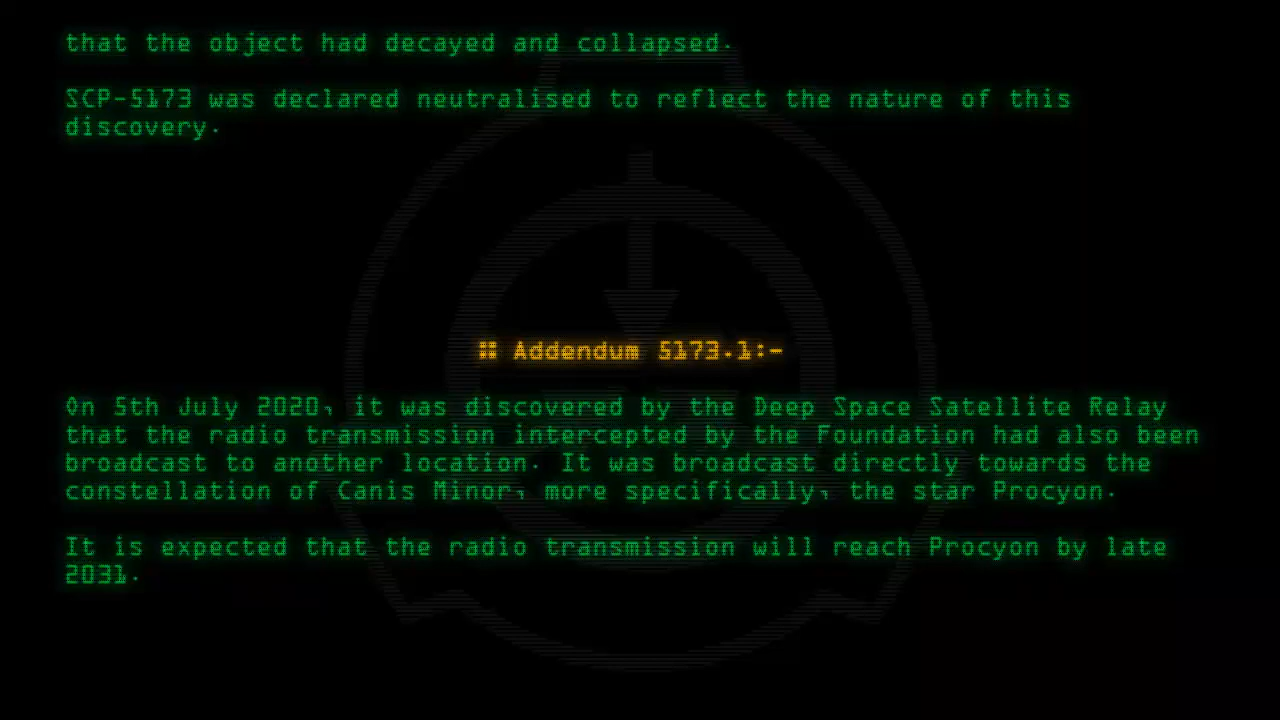 that the object had decayed and collapsed.
SCP-5173 was declared neutralised to reflect the nature of this
discovery.
⠿ Addendum 5173.1:-
On 5th July 2020, it was discovered by the Deep Space Satellite Relay
that the radio transmission intercepted by the Foundation had also been
broadcast to another location. It was broadcast directly towards the
constellation of Canis Minor, more specifically, the star Procyon.
It is expected that the radio transmission will reach Procyon by late
2031.